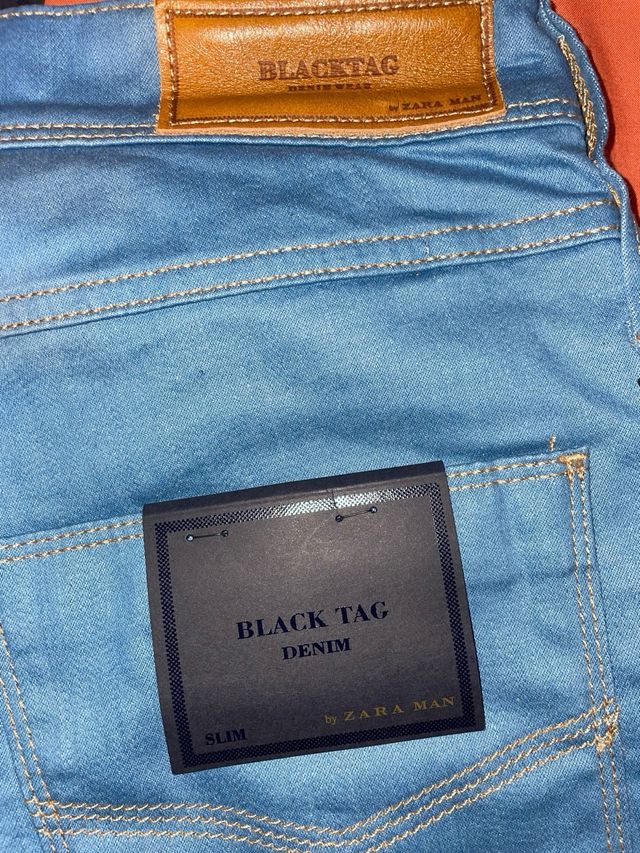 BLACKTAG
DENIM WEAR
by ZARA MAN
BLACK TAG
DENIM
by ZARA MAN
SLIM